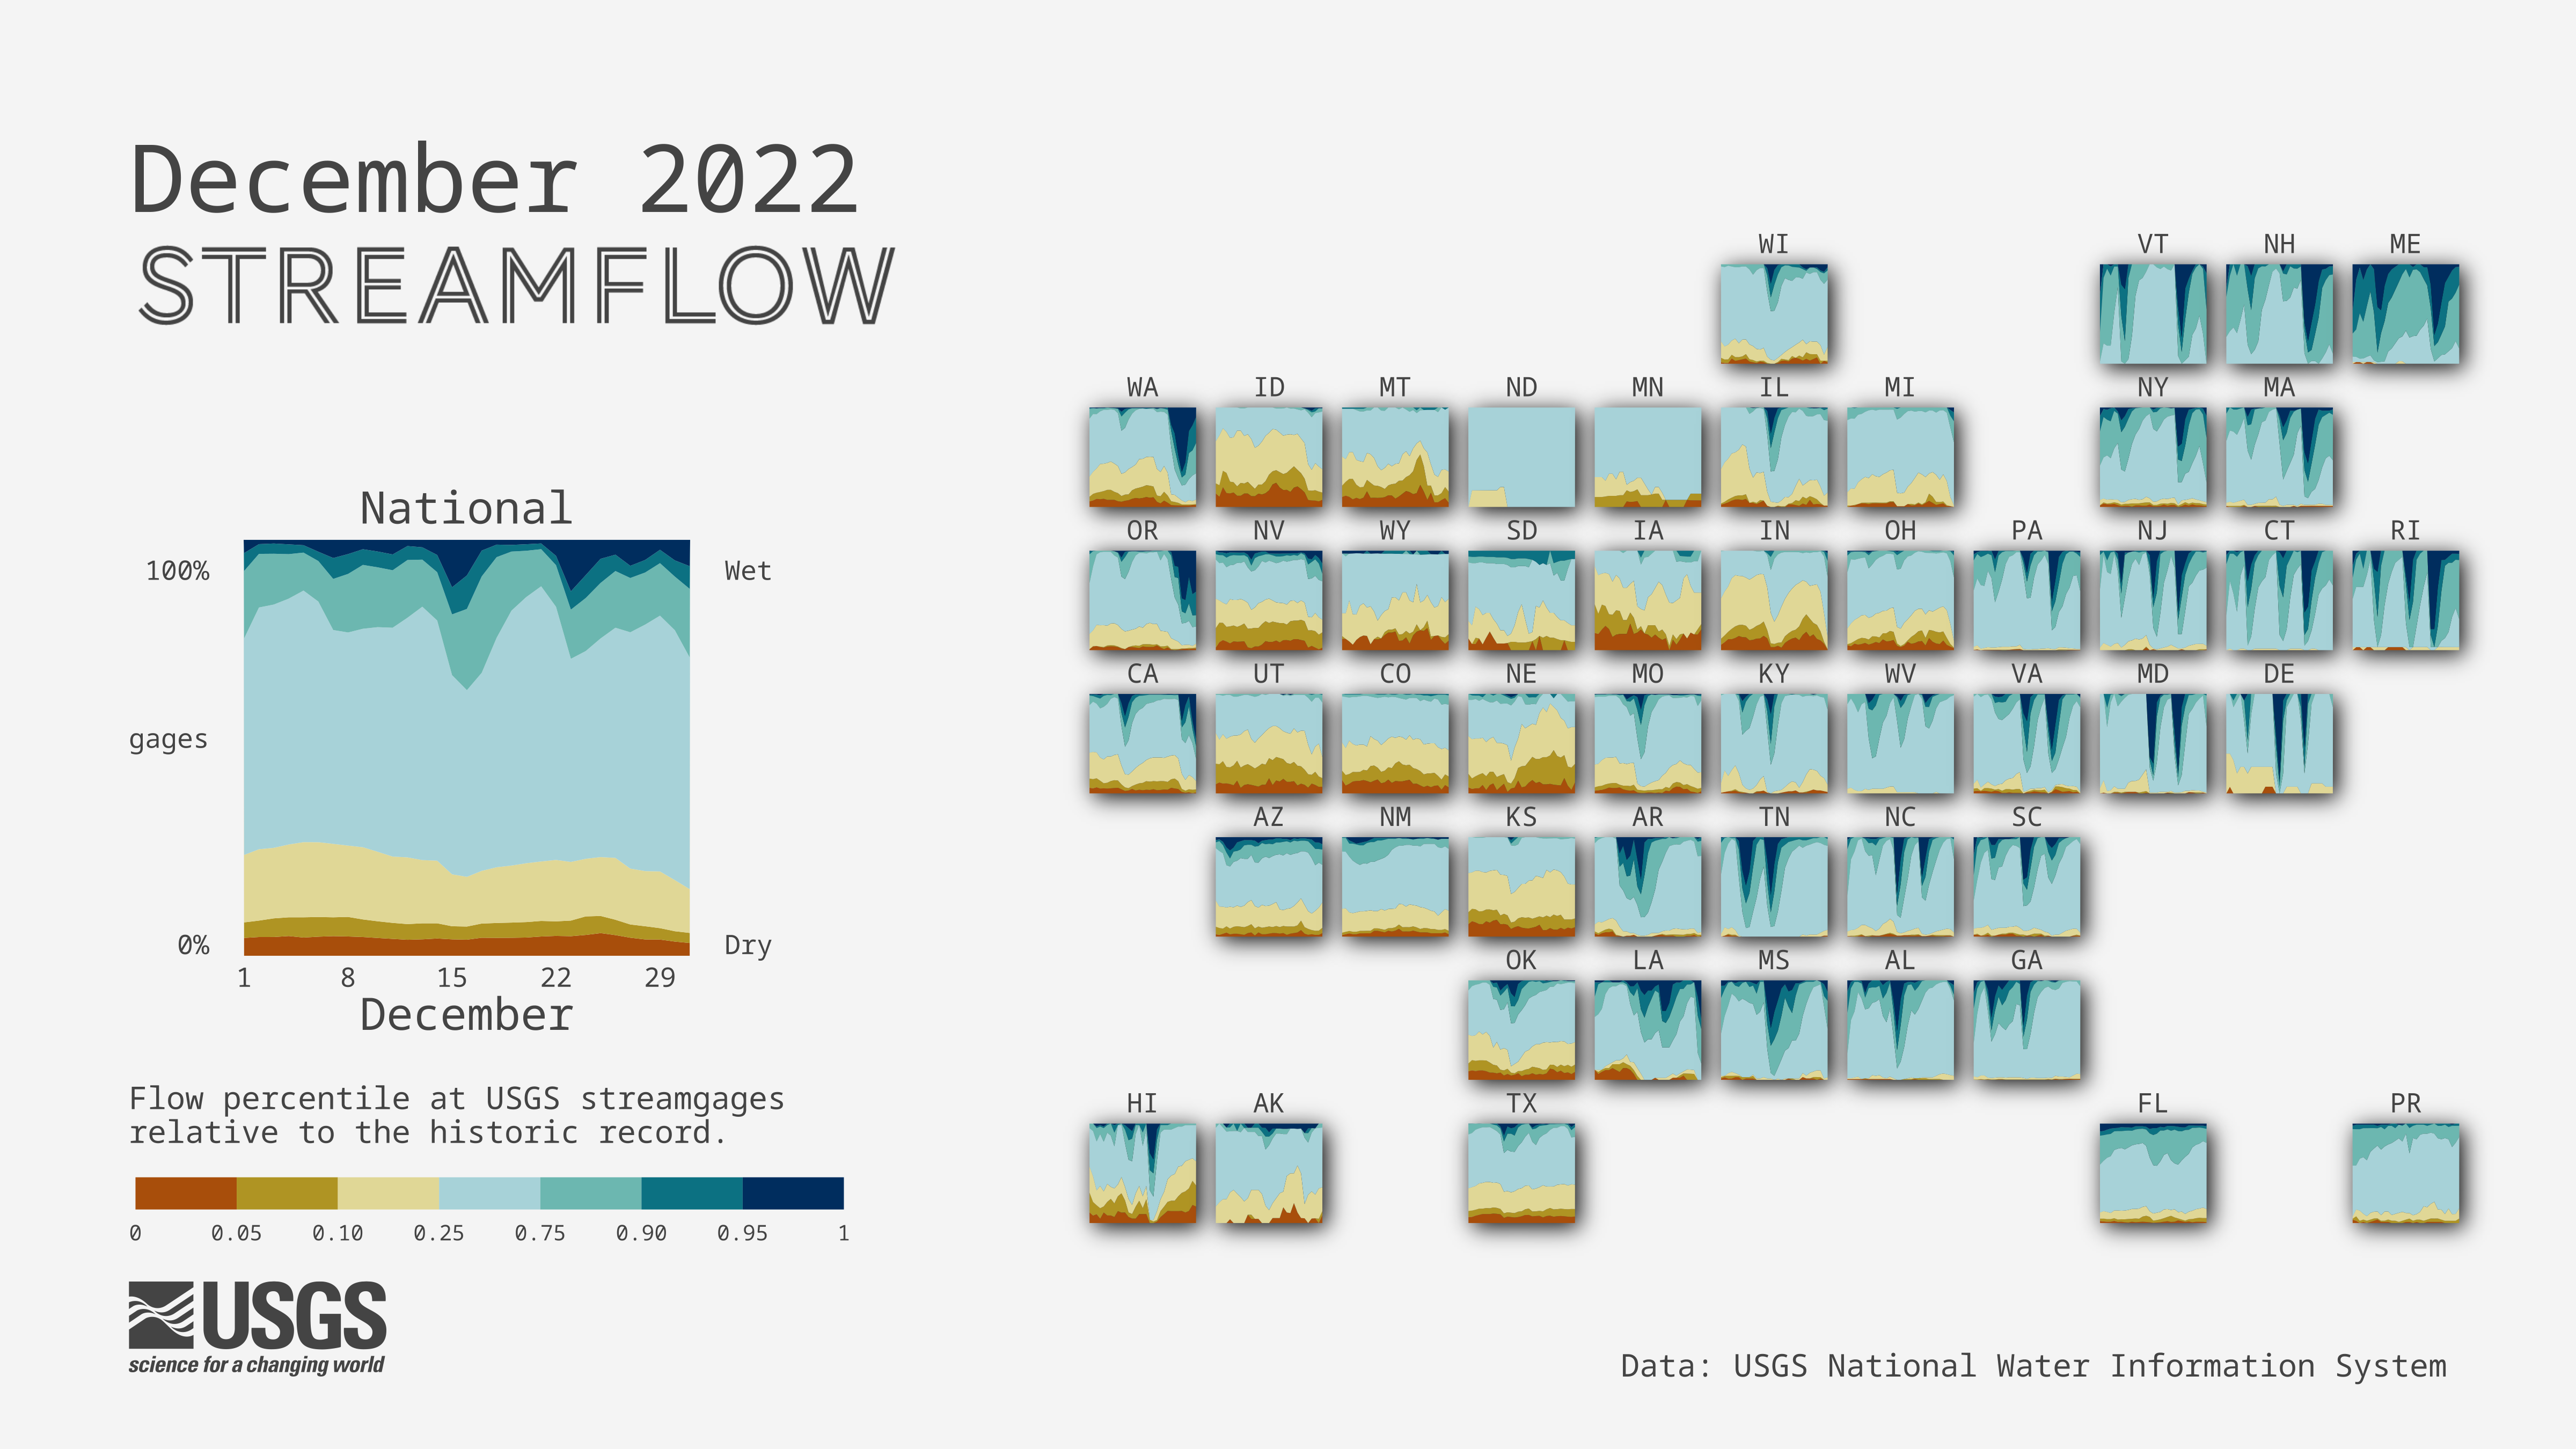 December 2022
STREAMFLOW
National
100%
Wet
gages
0%
Dry
1 8 15 22 29
December
Flow percentile at USGS streamgages
relative to the historic record.
0 0.05 0.10 0.25 0.75 0.90 0.95 1
USGS
science for a changing world
WI VT NH ME
WA ID MT ND MN IL MI NY MA
OR NV WY SD IA IN OH PA NJ CT RI
CA UT CO NE MO KY WV VA MD DE
AZ NM KS AR TN NC SC
OK LA MS AL GA
HI AK TX FL PR
Data: USGS National Water Information System